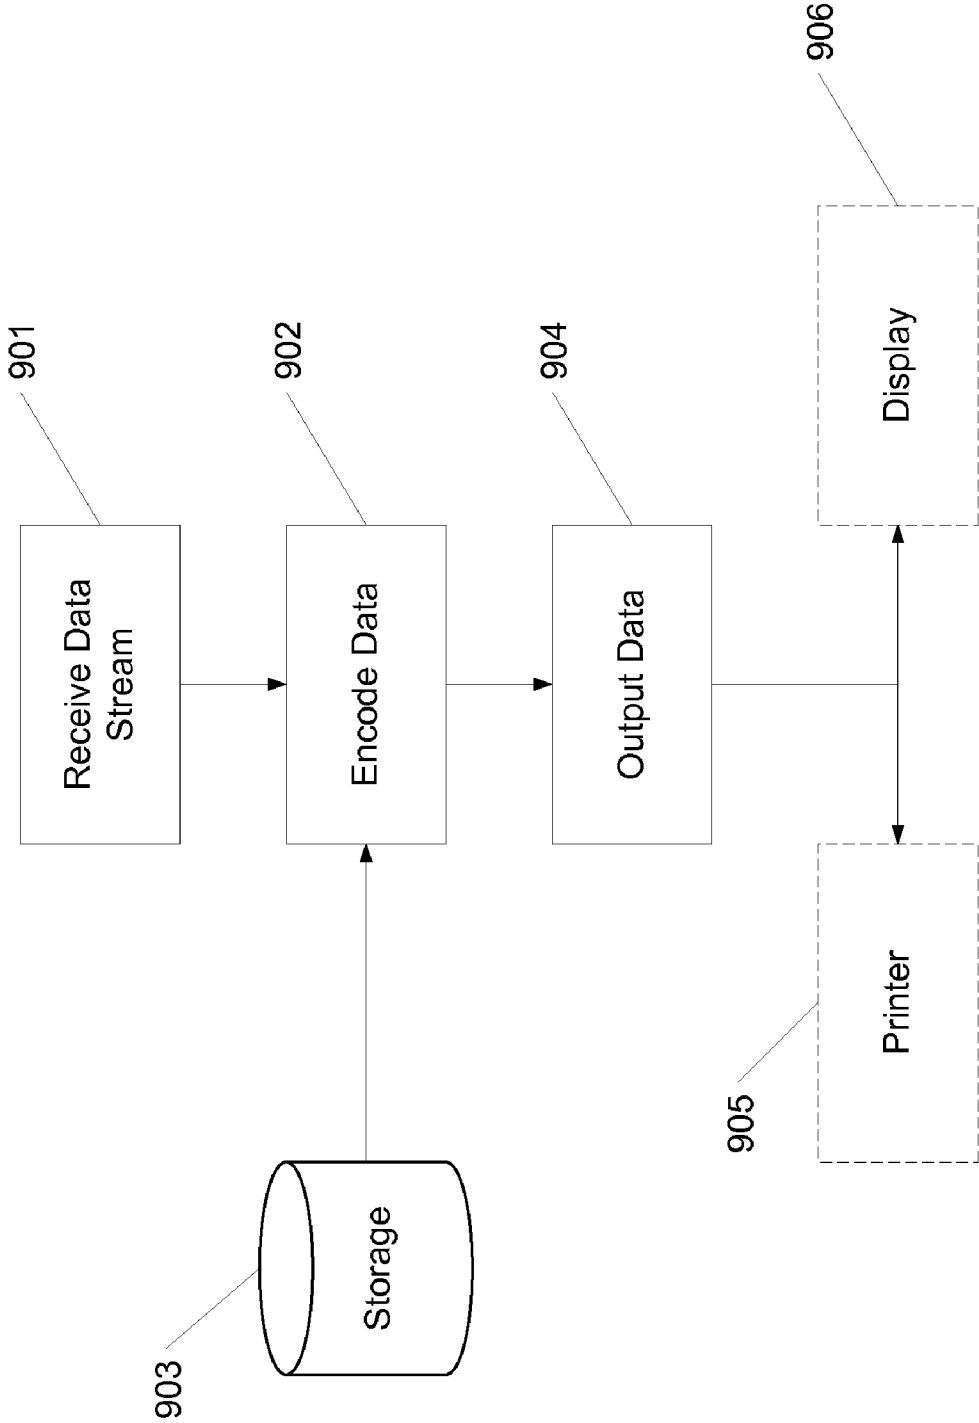 901
Receive Data
Stream
902
Encode Data
903
Storage
904
Output Data
905
Printer
906
Display